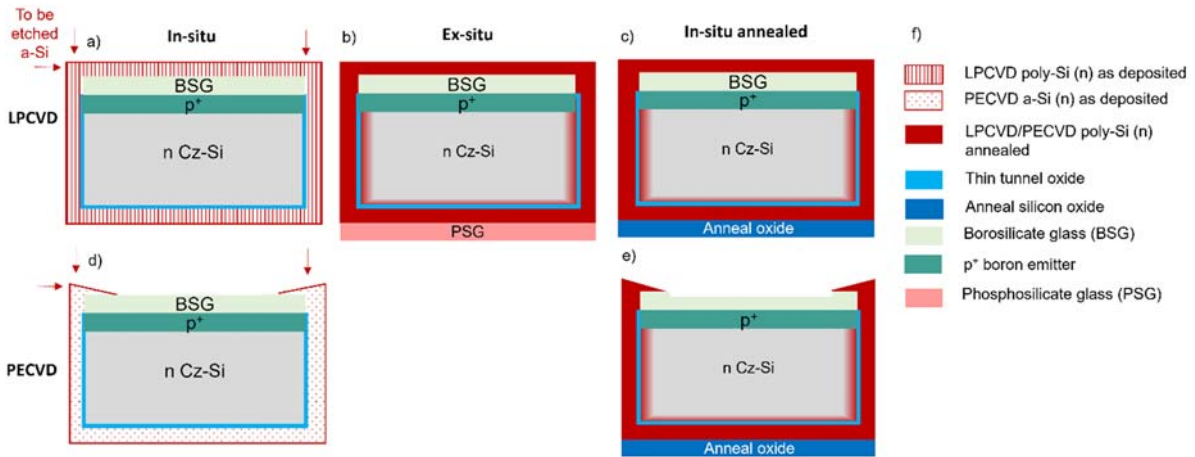 To be
etched
a-Si
a)
In-situ
b)
Ex-situ
c)
In-situ annealed
f)
LPCVD
BSG
p+
n Cz-Si
BSG
p+
n Cz-Si
PSG
BSG
p+
n Cz-Si
Anneal oxide
d)
PECVD
BSG
p+
n Cz-Si
e)
p+
n Cz-Si
Anneal oxide
LPCVD poly-Si (n) as deposited
PECVD a-Si (n) as deposited
LPCVD/PECVD poly-Si (n)
annealed
Thin tunnel oxide
Anneal silicon oxide
Borosilicate glass (BSG)
p+ boron emitter
Phosphosilicate glass (PSG)